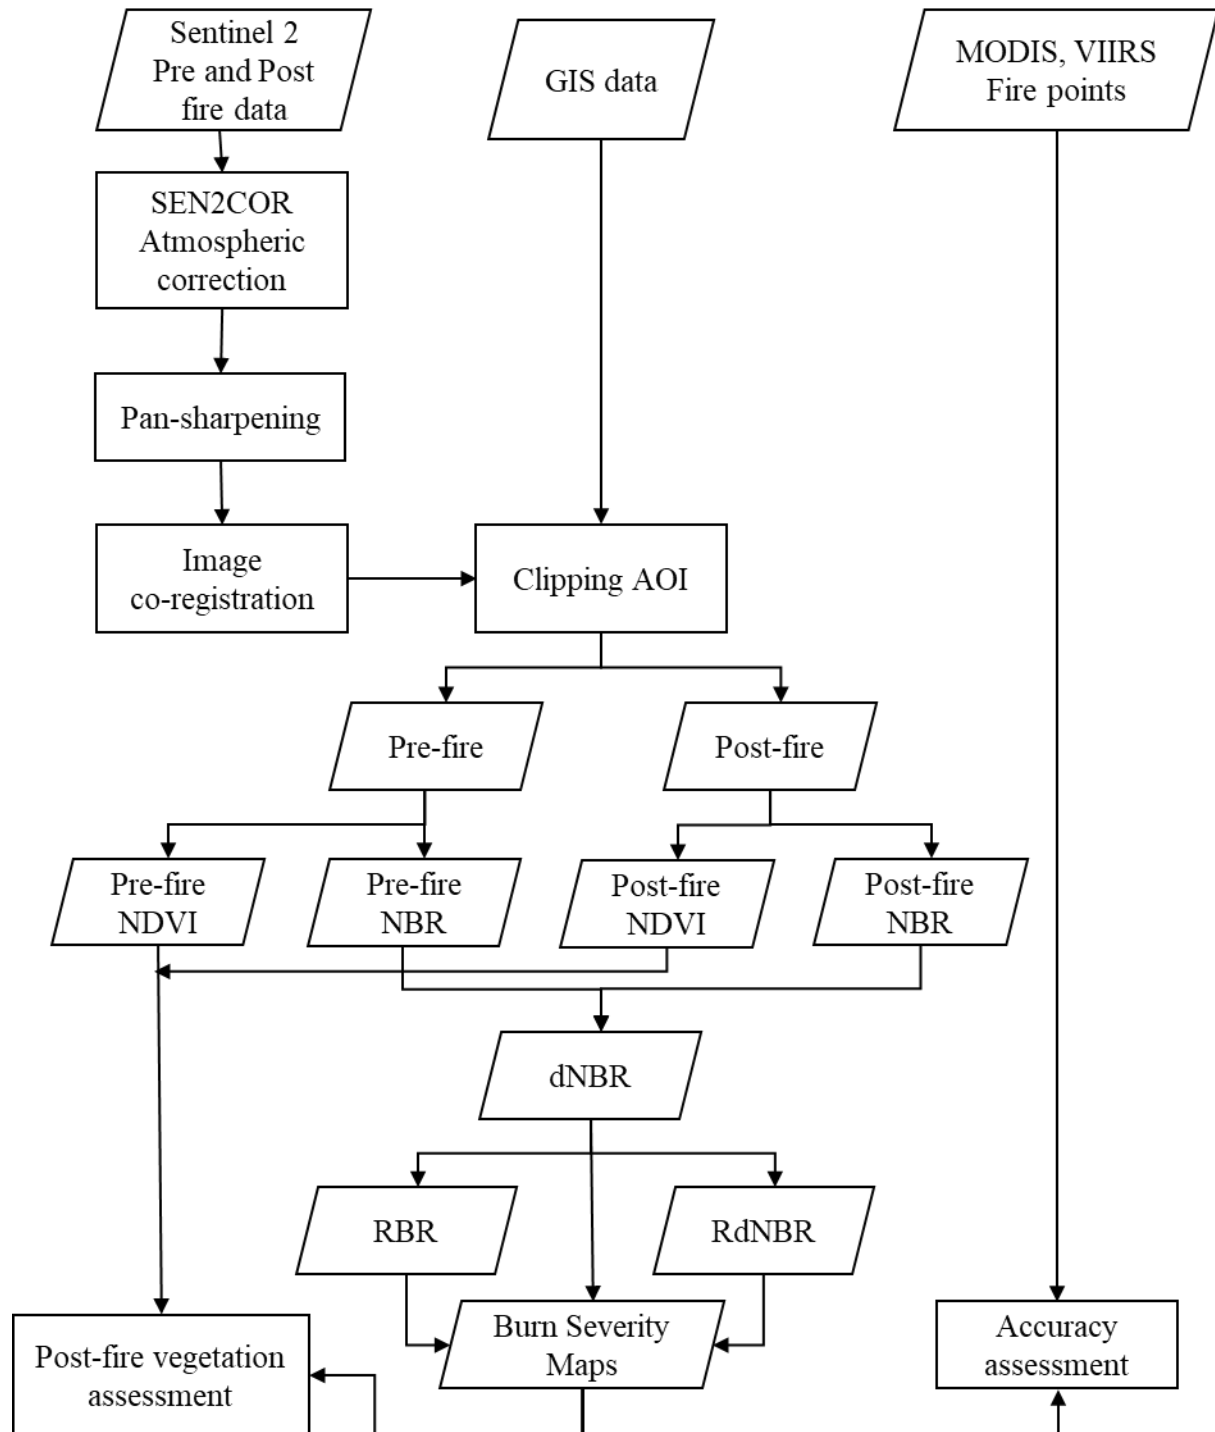 Sentinel 2
Pre and Post
fire data
GIS data
MODIS, VIIRS
Fire points
SEN2COR
Atmospheric
correction
Pan-sharpening
Image
co-registration
Clipping AOI
Pre-fire
Post-fire
Pre-fire
NDVI
Pre-fire
NBR
Post-fire
NDVI
Post-fire
NBR
dNBR
RBR
RdNBR
Burn Severity
Maps
Post-fire vegetation
assessment
Accuracy
assessment